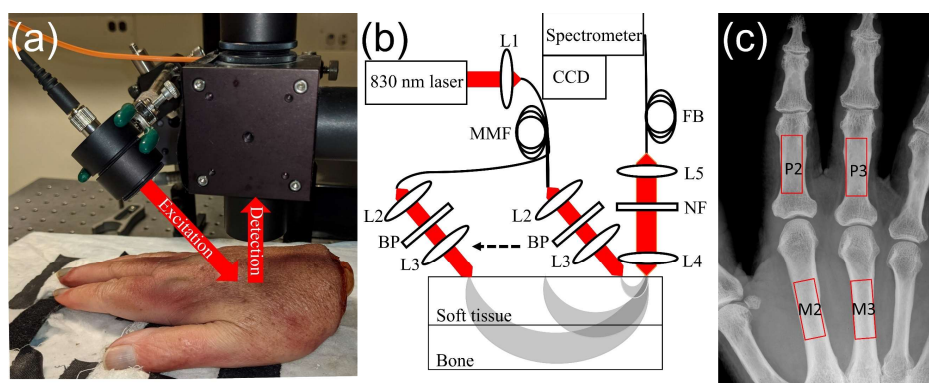 (a)
Excitation
Detection
(b)
L1
Spectrometer
830 nm laser
CCD
MMF
FB
L5
L2
L2
NF
BP
BP
L3
L3
L4
Soft tissue
Bone
(c)
P2
P3
M2
M3